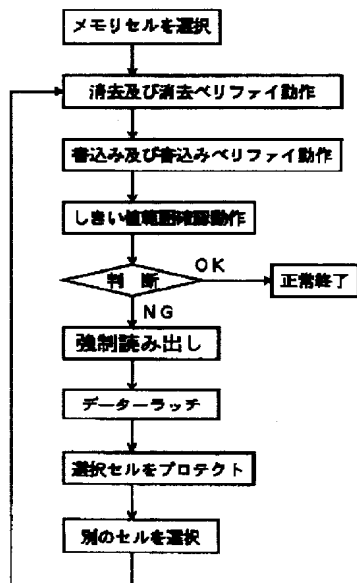 メモリセルを選択
消去及び消去ベリファイ動作
書込み及び書込みベリファイ動作
しきい値範囲確認動作
判 断
OK
正常終了
NG
強制読み出し
データーラッチ
選択セルをプロテクト
別のセルを選択